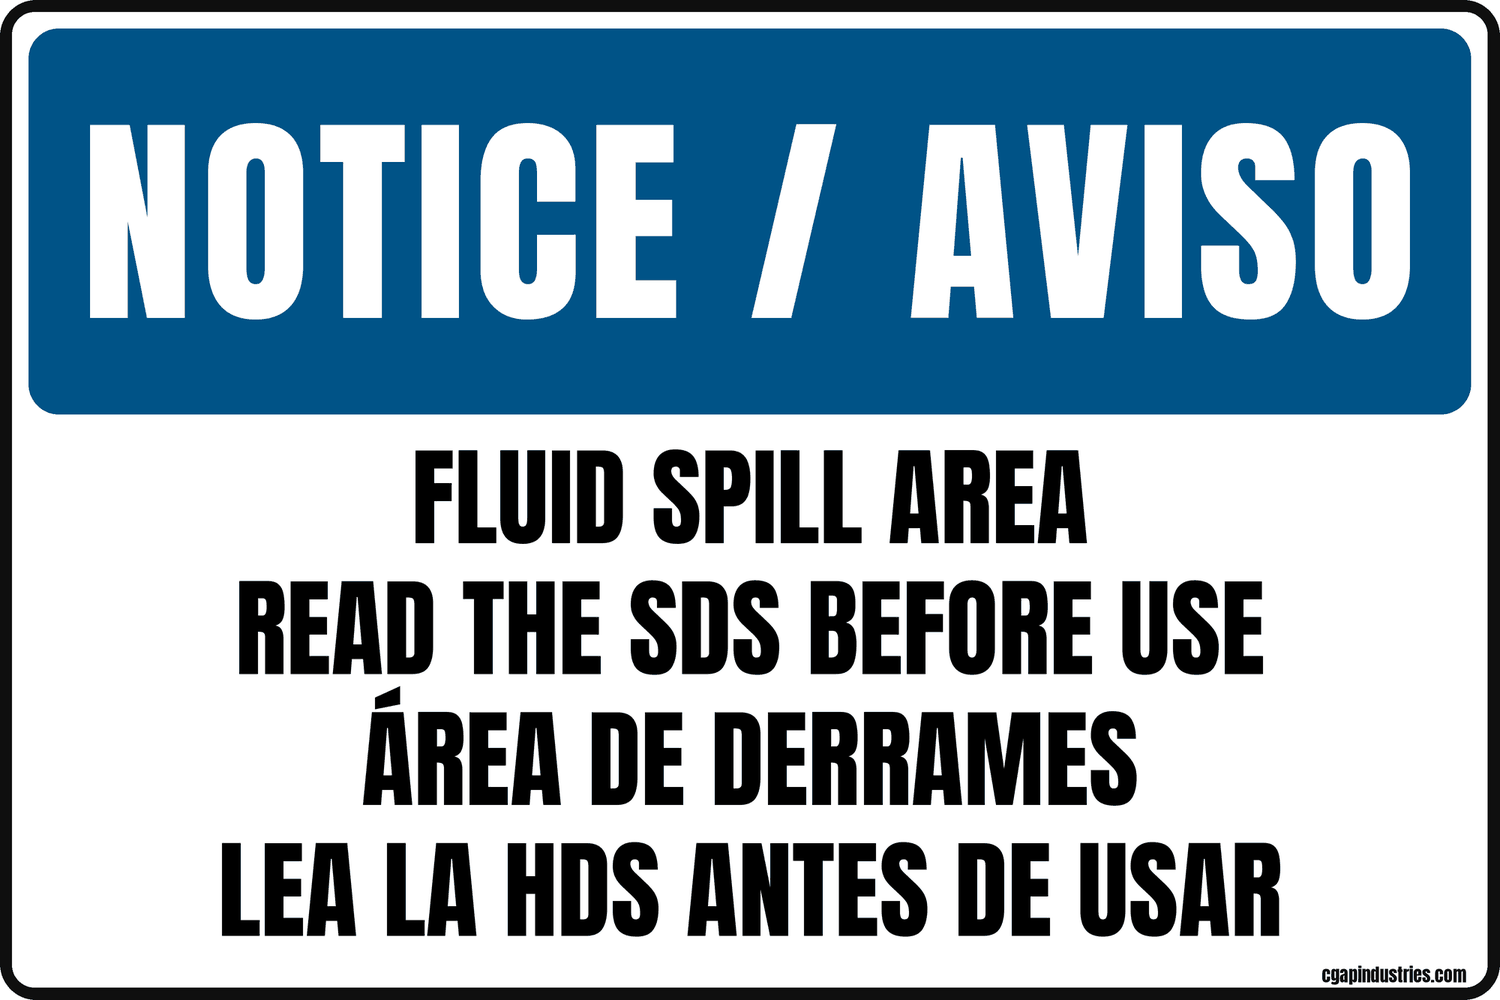 NOTICE / AVISO
FLUID SPILL AREA
READ THE SDS BEFORE USE
ÁREA DE DERRAMES
LEA LA HDS ANTES DE USAR
cgapindustries.com